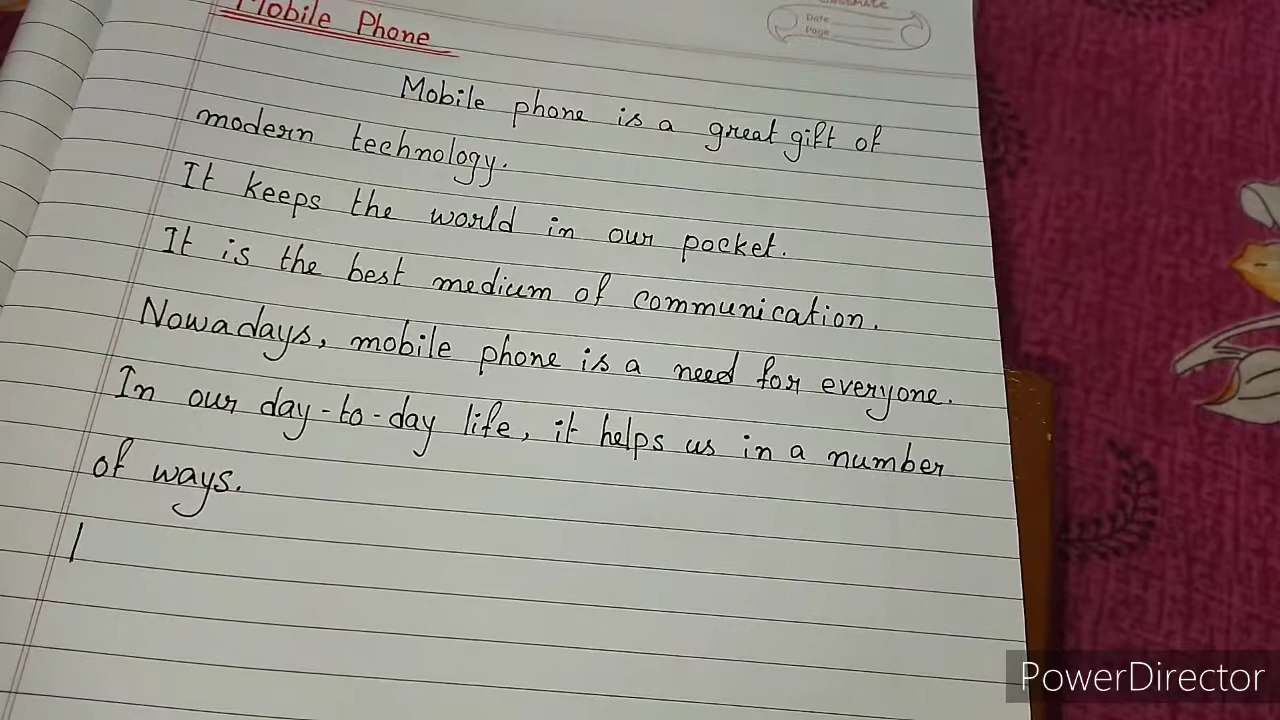 Mobile Phone
Date
Page
Mobile phone is a great gift of
modern technology.
It keeps the world in our pocket.
It is the best medium of communication.
Nowadays, mobile phone is a need for everyone.
In our day-to-day life, it helps us in a number
of ways.
PowerDirector